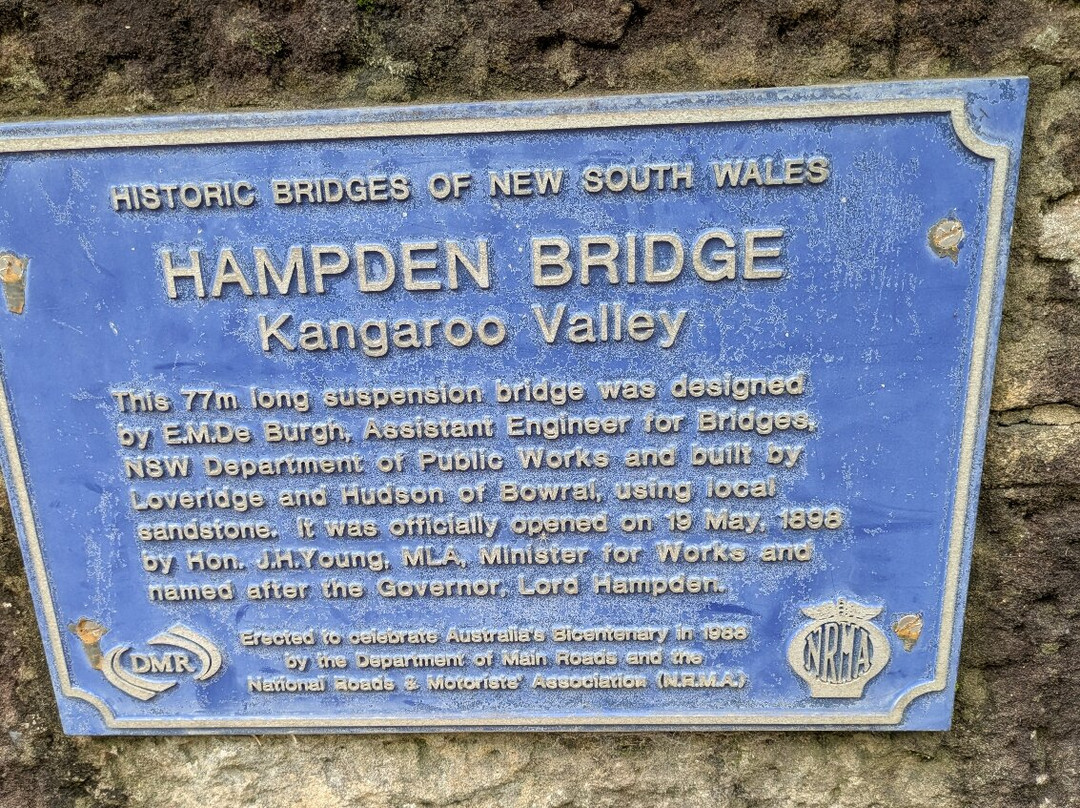 HISTORIC BRIDGES OF NEW SOUTH WALES
HAMPDEN BRIDGE
Kangaroo Valley
This 77m long suspension bridge was designed
by E.M.De Burgh, Assistant Engineer for Bridges,
NSW Department of Public Works and built by
Loveridge and Hudson of Bowral, using local
sandstone. It was officially opened on 19 May, 1898
by Hon. J.H.Young, MLA, Minister for Works and
named after the Governor, Lord Hampden.
Erected to celebrate Australia's Bicentenary in 1988
by the Department of Main Roads and the
National Roads & Motorists' Association (N.R.M.A.)
DMR
NRMA